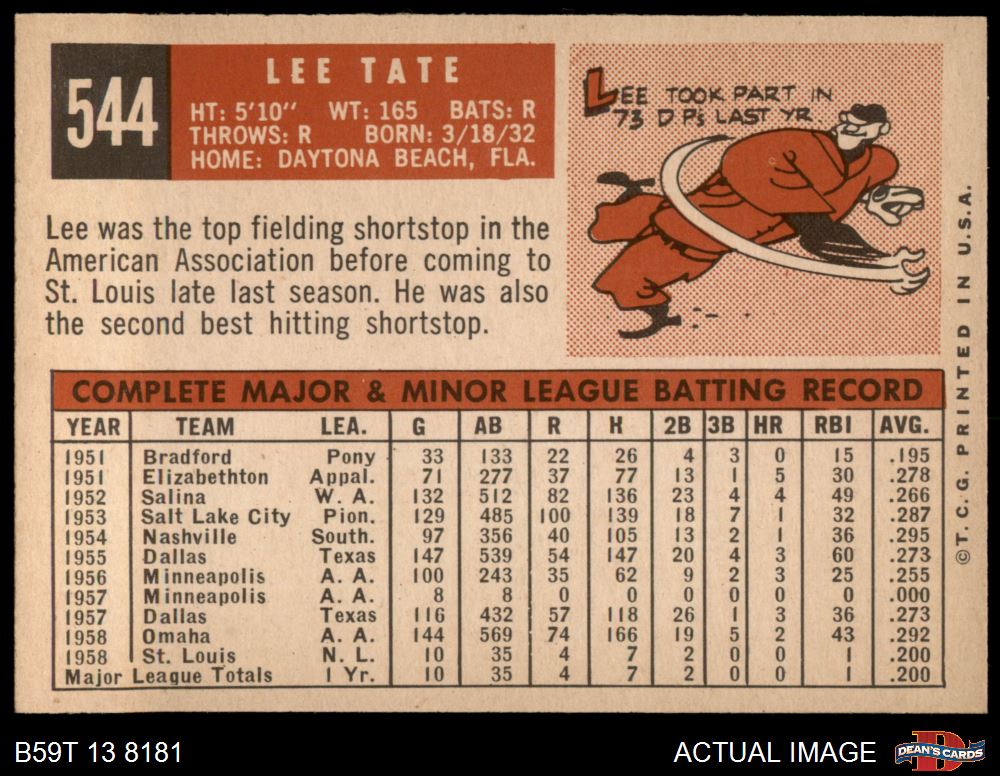 544
LEE TATE
HT: 5'10" WT: 165 BATS: R
THROWS: R BORN: 3/18/32
HOME: DAYTONA BEACH, FLA.
LEE TOOK PART IN
73 D Ps LAST YR.
Lee was the top fielding shortstop in the
American Association before coming to
St. Louis late last season. He was also
the second best hitting shortstop.
COMPLETE MAJOR & MINOR LEAGUE BATTING RECORD
YEAR TEAM LEA. G AB R H 2B 3B HR RBI AVG.
1951 Bradford Pony 33 133 22 26 4 3 0 15 .195
1951 Elizabethton Appal. 71 277 37 77 13 1 5 30 .278
1952 Salina W. A. 132 512 82 136 23 4 4 49 .266
1953 Salt Lake City Pion. 129 485 100 139 18 7 1 32 .287
1954 Nashville South. 97 356 40 105 13 2 1 36 .295
1955 Dallas Texas 147 539 54 147 20 4 3 60 .273
1956 Minneapolis A. A. 100 243 35 62 9 2 3 25 .255
1957 Minneapolis A. A. 8 8 0 0 0 0 0 0 .000
1957 Dallas Texas 116 432 57 118 26 1 3 36 .273
1958 Omaha A. A. 144 569 74 166 19 5 2 43 .292
1958 St. Louis N. L. 10 35 4 7 2 0 0 1 .200
Major League Totals 1 Yr. 10 35 4 7 2 0 0 1 .200
©T. C. G. PRINTED IN U.S.A.
B59T 13 8181
ACTUAL IMAGE
D
DEAN'S CARDS